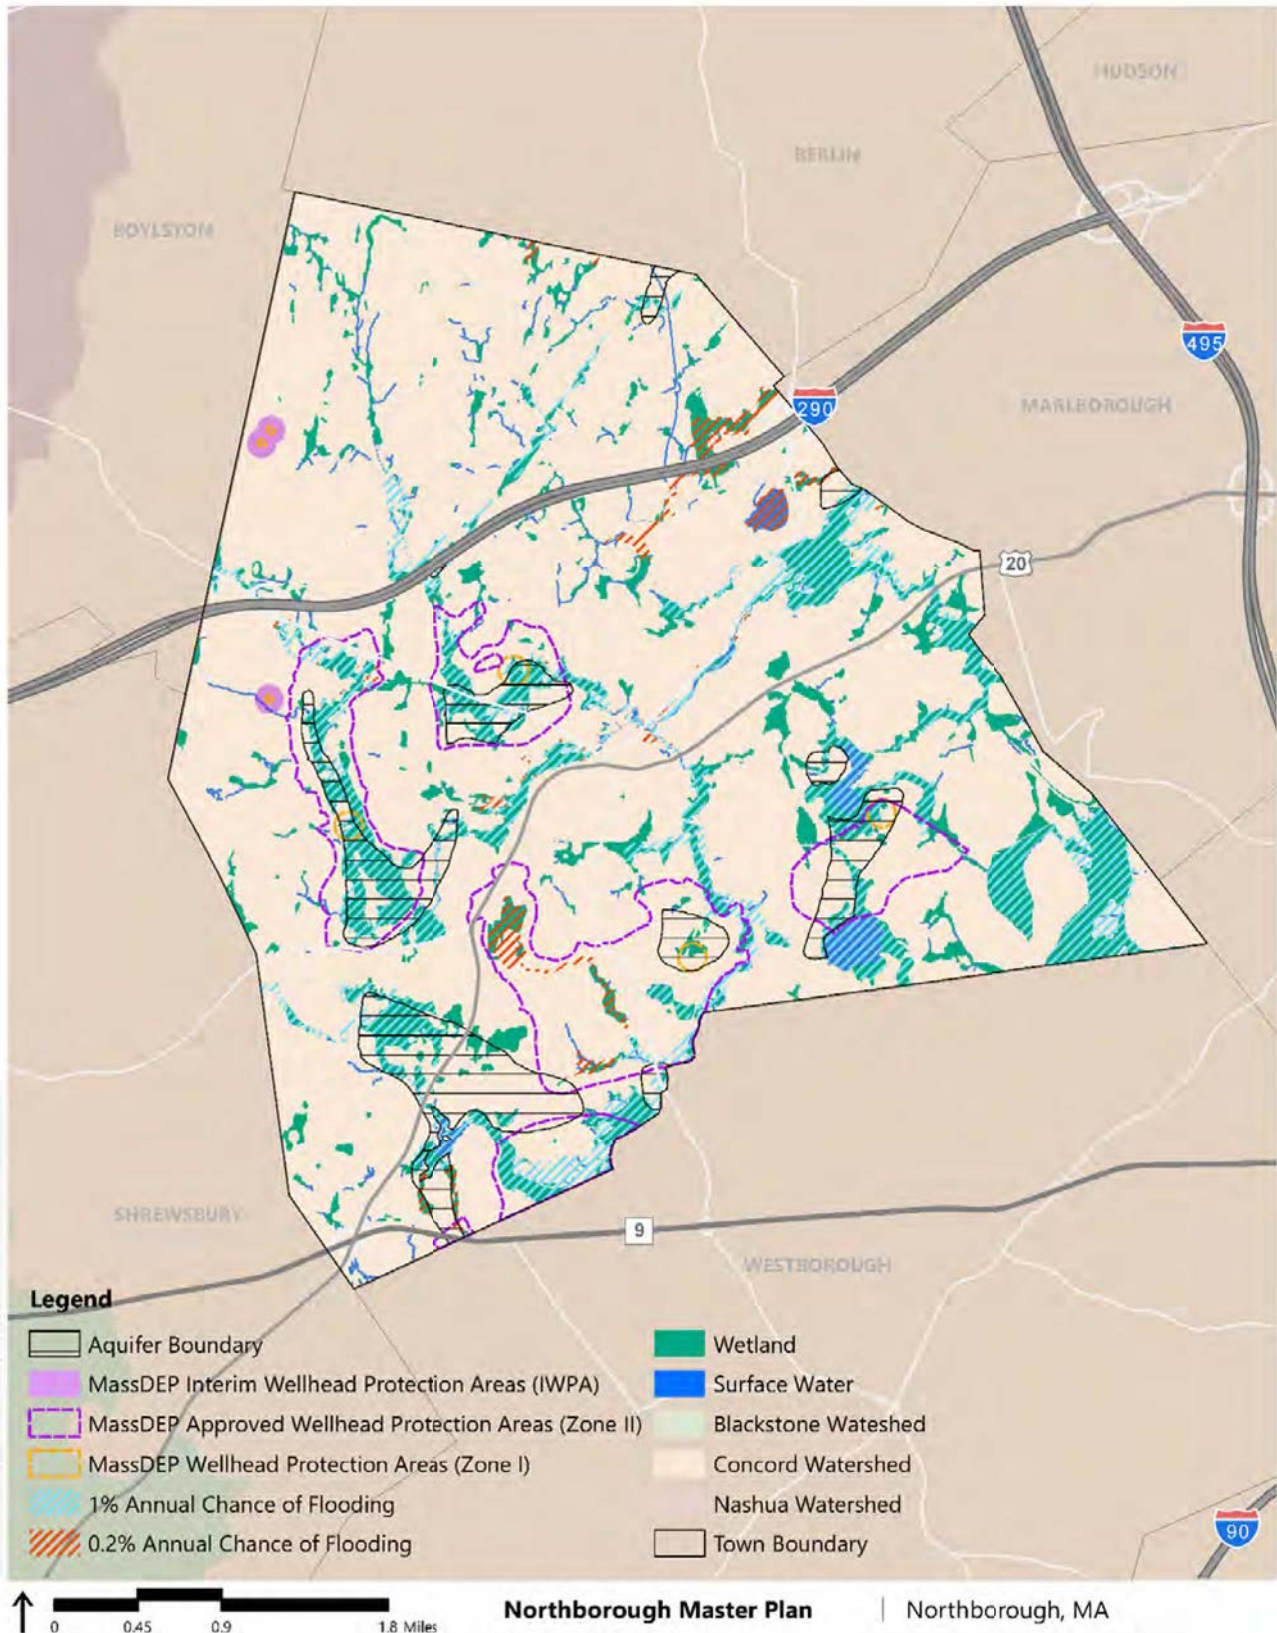 HUDSON
BERLIN
BOYLSTON
495
290
MARLBOROUGH
20
SHREWSBURY
9
WESTBOROUGH
Legend
Aquifer Boundary
MassDEP Interim Wellhead Protection Areas (IWPA)
MassDEP Approved Wellhead Protection Areas (Zone II)
MassDEP Wellhead Protection Areas (Zone I)
1% Annual Chance of Flooding
0.2% Annual Chance of Flooding
Wetland
Surface Water
Blackstone Wateshed
Concord Watershed
Nashua Watershed
Town Boundary
90
0 0.45 0.9 1.8 Miles
Northborough Master Plan | Northborough, MA